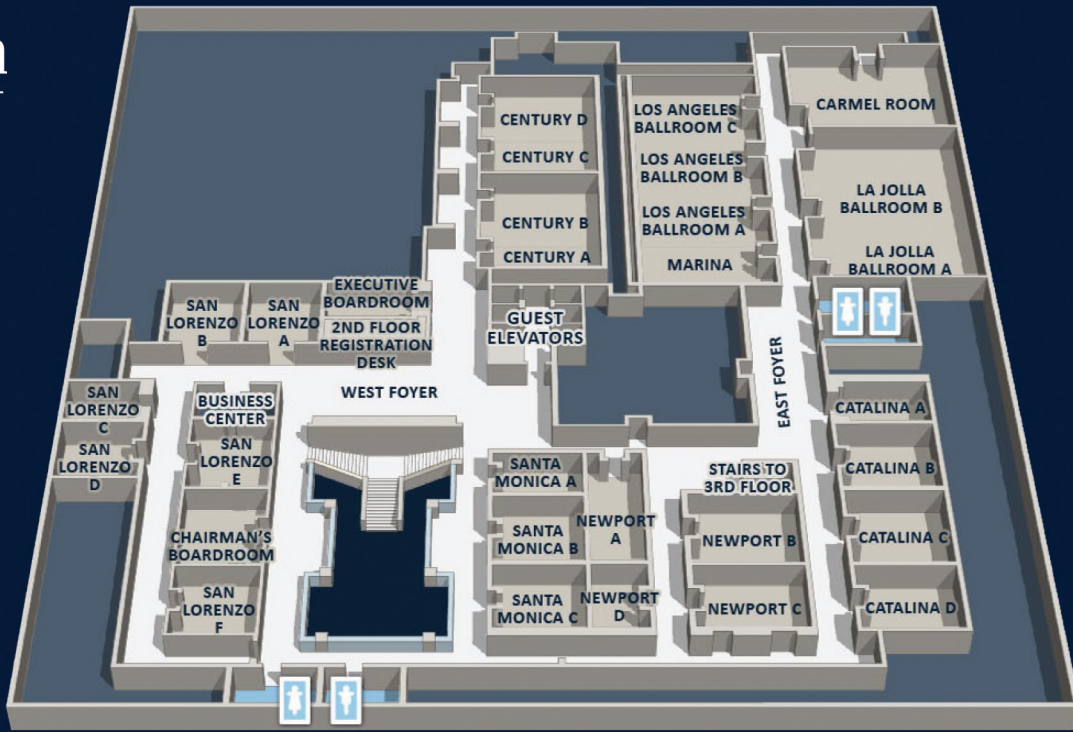 CENTURY D
CENTURY C
CENTURY B
CENTURY A
LOS ANGELES
BALLROOM C
LOS ANGELES
BALLROOM B
LOS ANGELES
BALLROOM A
MARINA
CARMEL ROOM
LA JOLLA
BALLROOM B
LA JOLLA
BALLROOM A
SAN
LORENZO
B
SAN
LORENZO
A
EXECUTIVE
BOARDROOM
2ND FLOOR
REGISTRATION
DESK
GUEST
ELEVATORS
WEST FOYER
EAST FOYER
SAN
LORENZO
C
SAN
LORENZO
D
BUSINESS
CENTER
SAN
LORENZO
E
CHAIRMAN'S
BOARDROOM
SAN
LORENZO
F
SANTA
MONICA A
SANTA
MONICA B
SANTA
MONICA C
NEWPORT
A
NEWPORT
D
STAIRS TO
3RD FLOOR
NEWPORT B
NEWPORT C
CATALINA A
CATALINA B
CATALINA C
CATALINA D